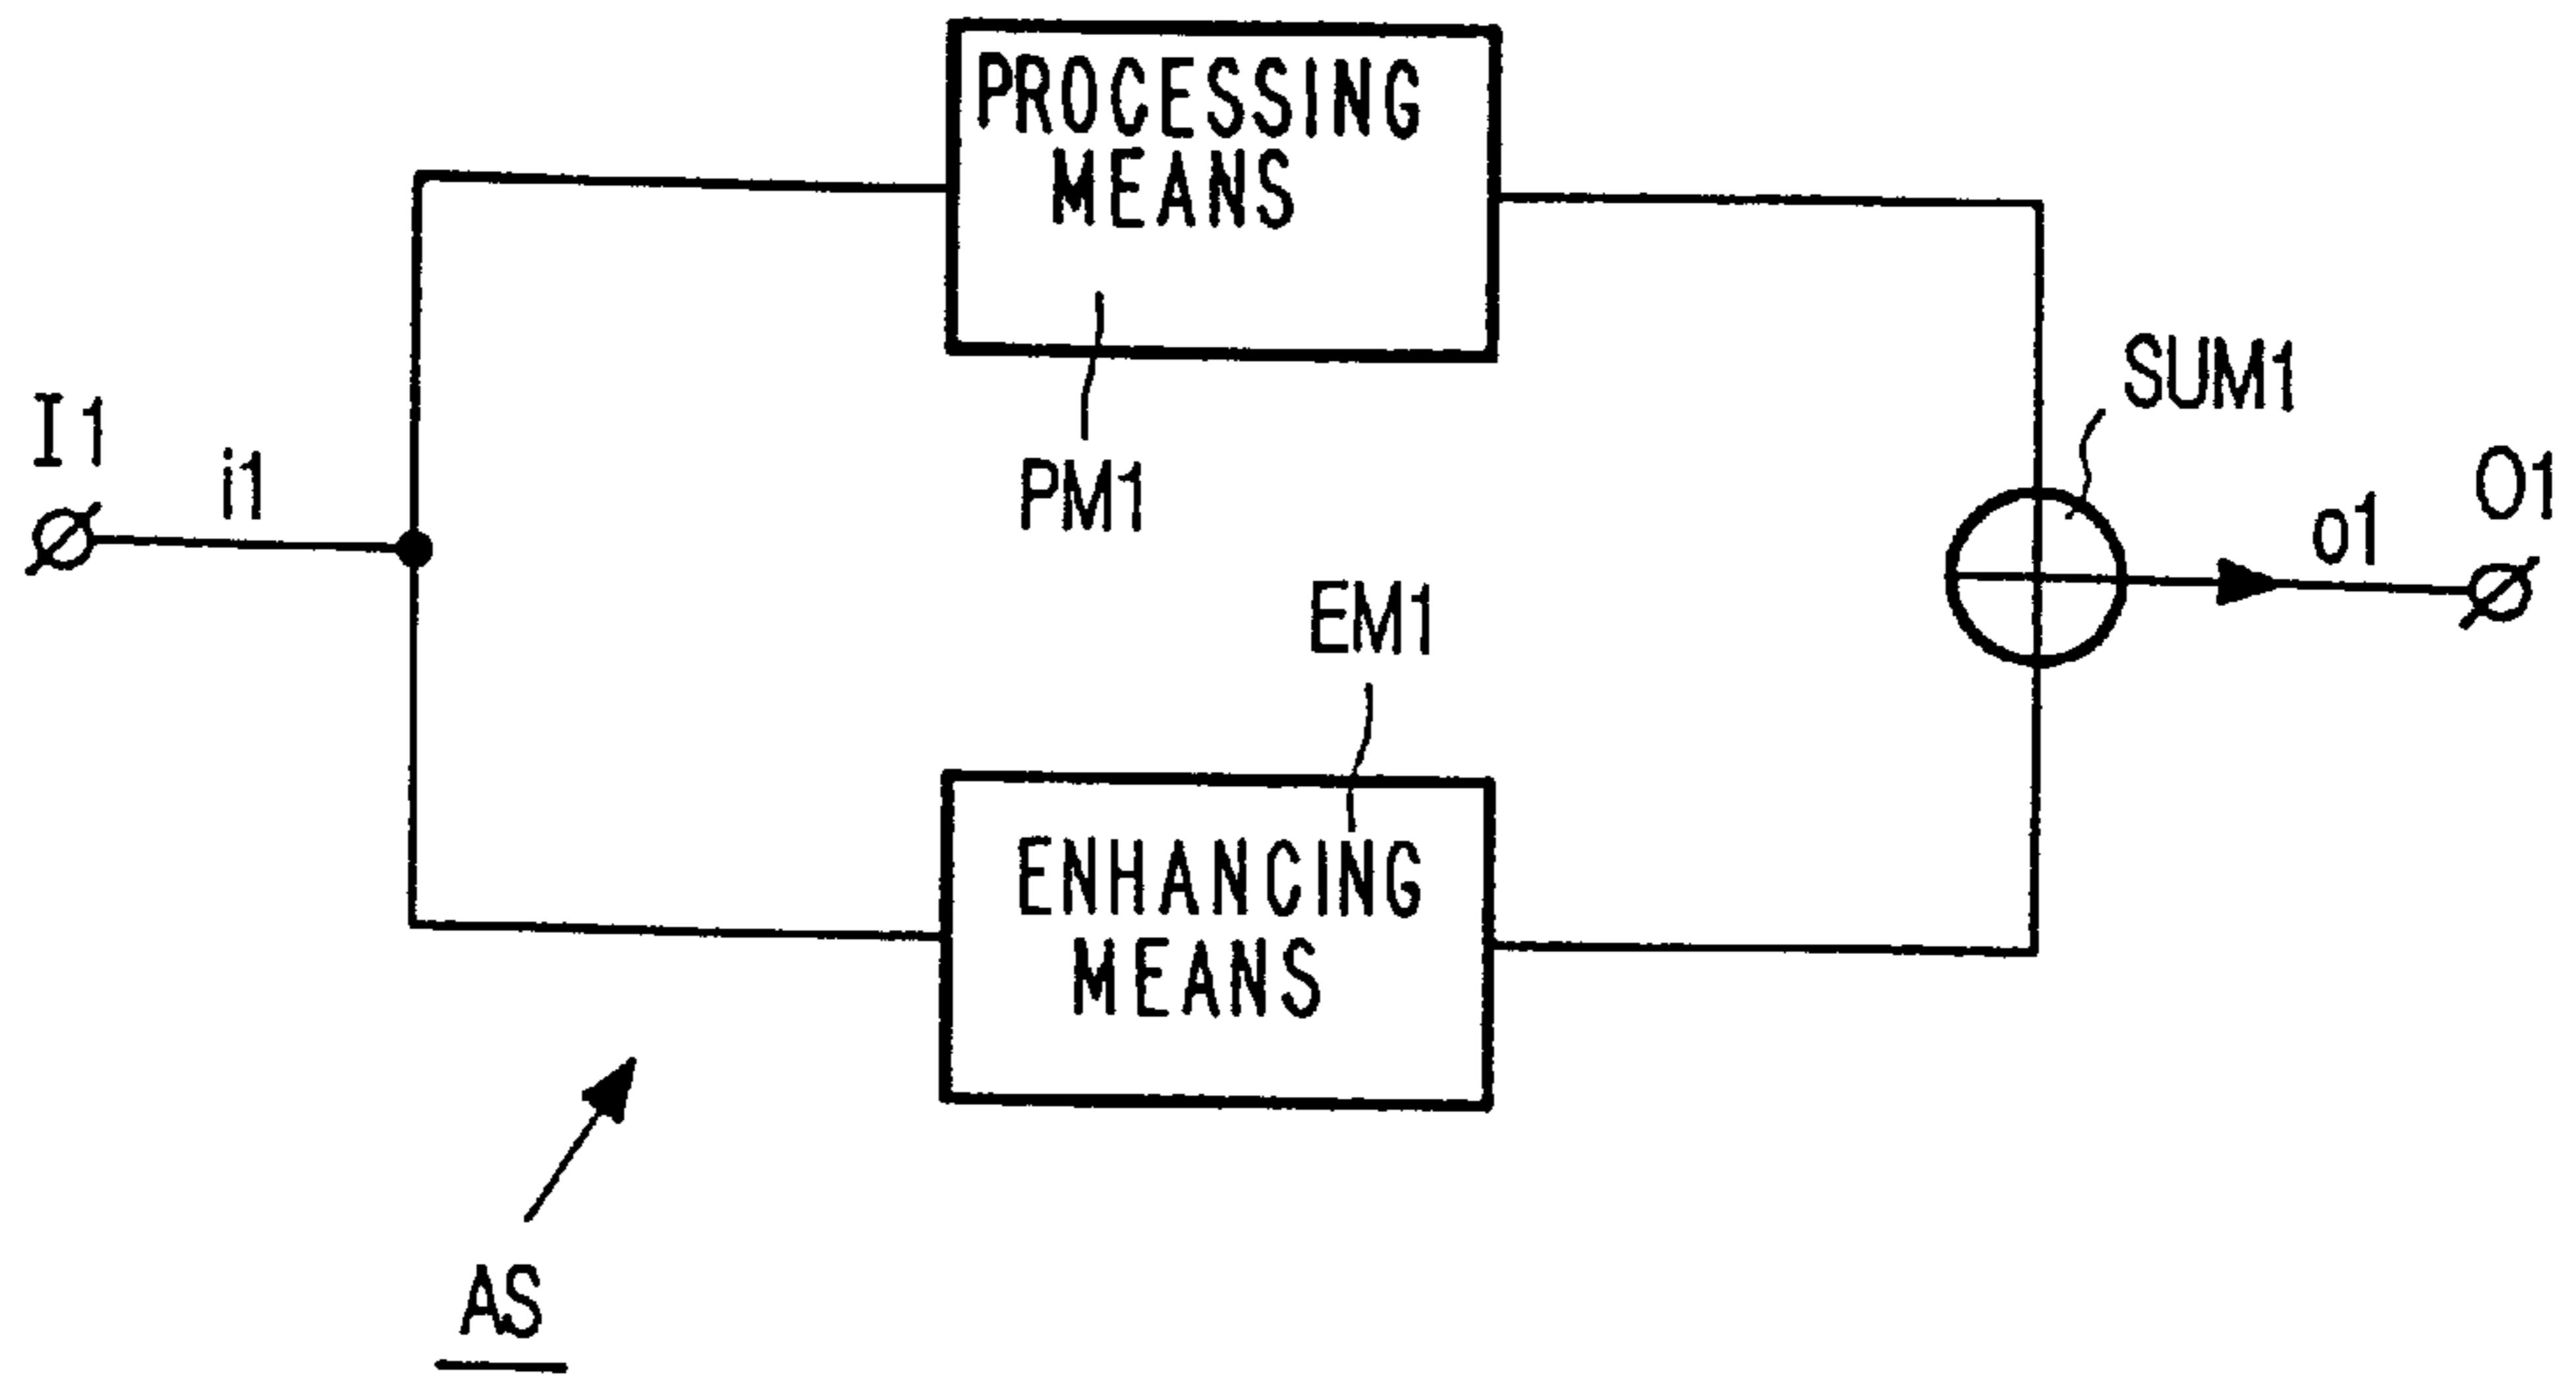 PROCESSING
MEANS
PM1
I1
i1
SUM1
o1
O1
EM1
ENHANCING
MEANS
AS